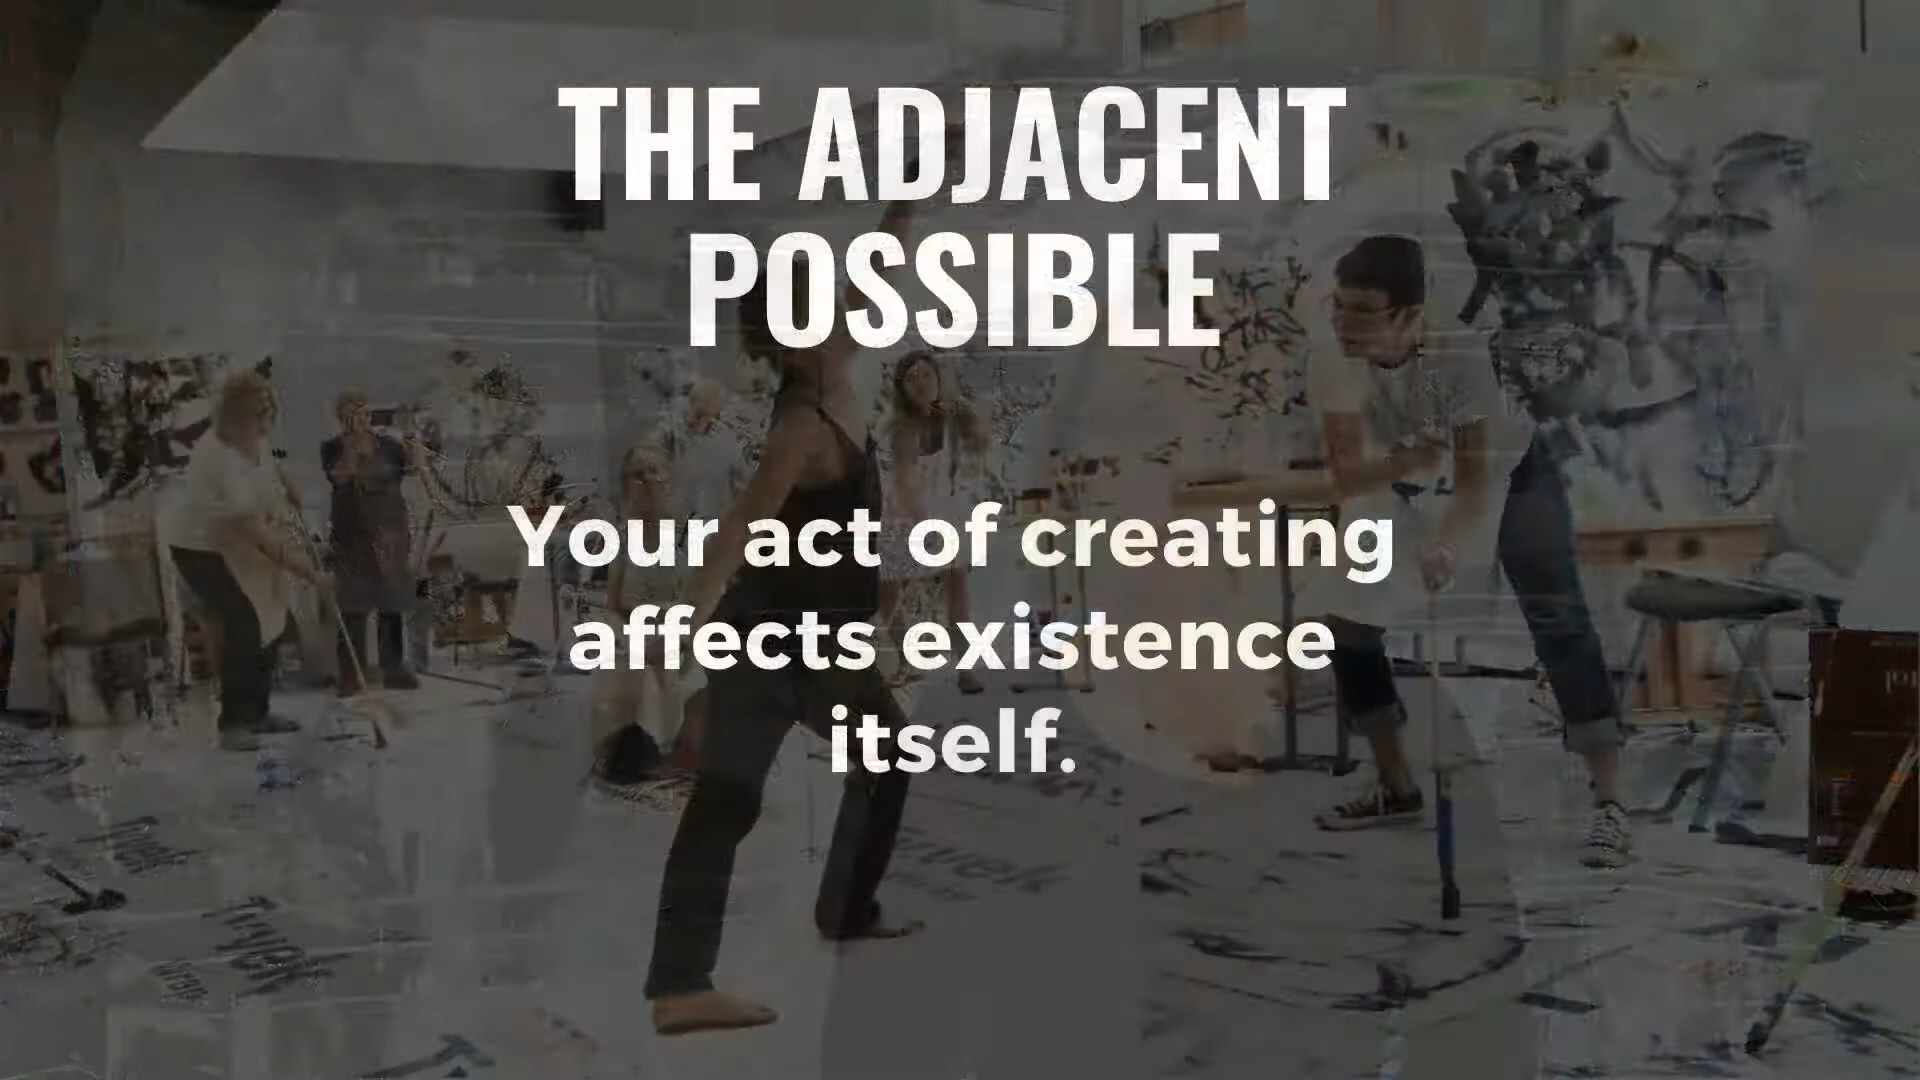 THE ADJACENT
POSSIBLE
Your act of creating
affects existence
itself.